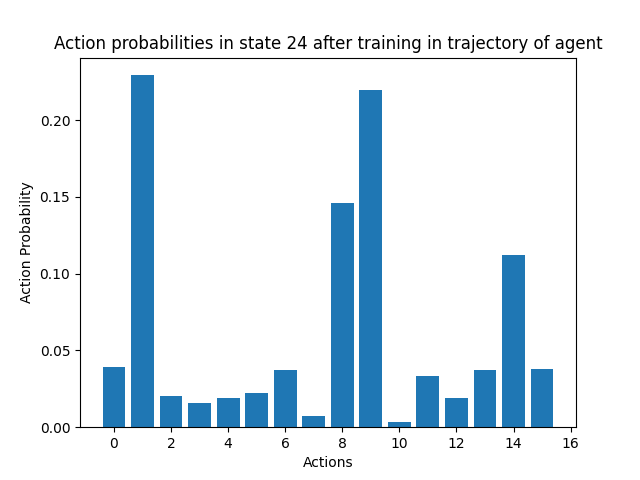 Action probabilities in state 24 after training in trajectory of agent
0.20
0.15
0.10
0.05
0.00
Action Probability
0 2 4 6 8 10 12 14 16
Actions